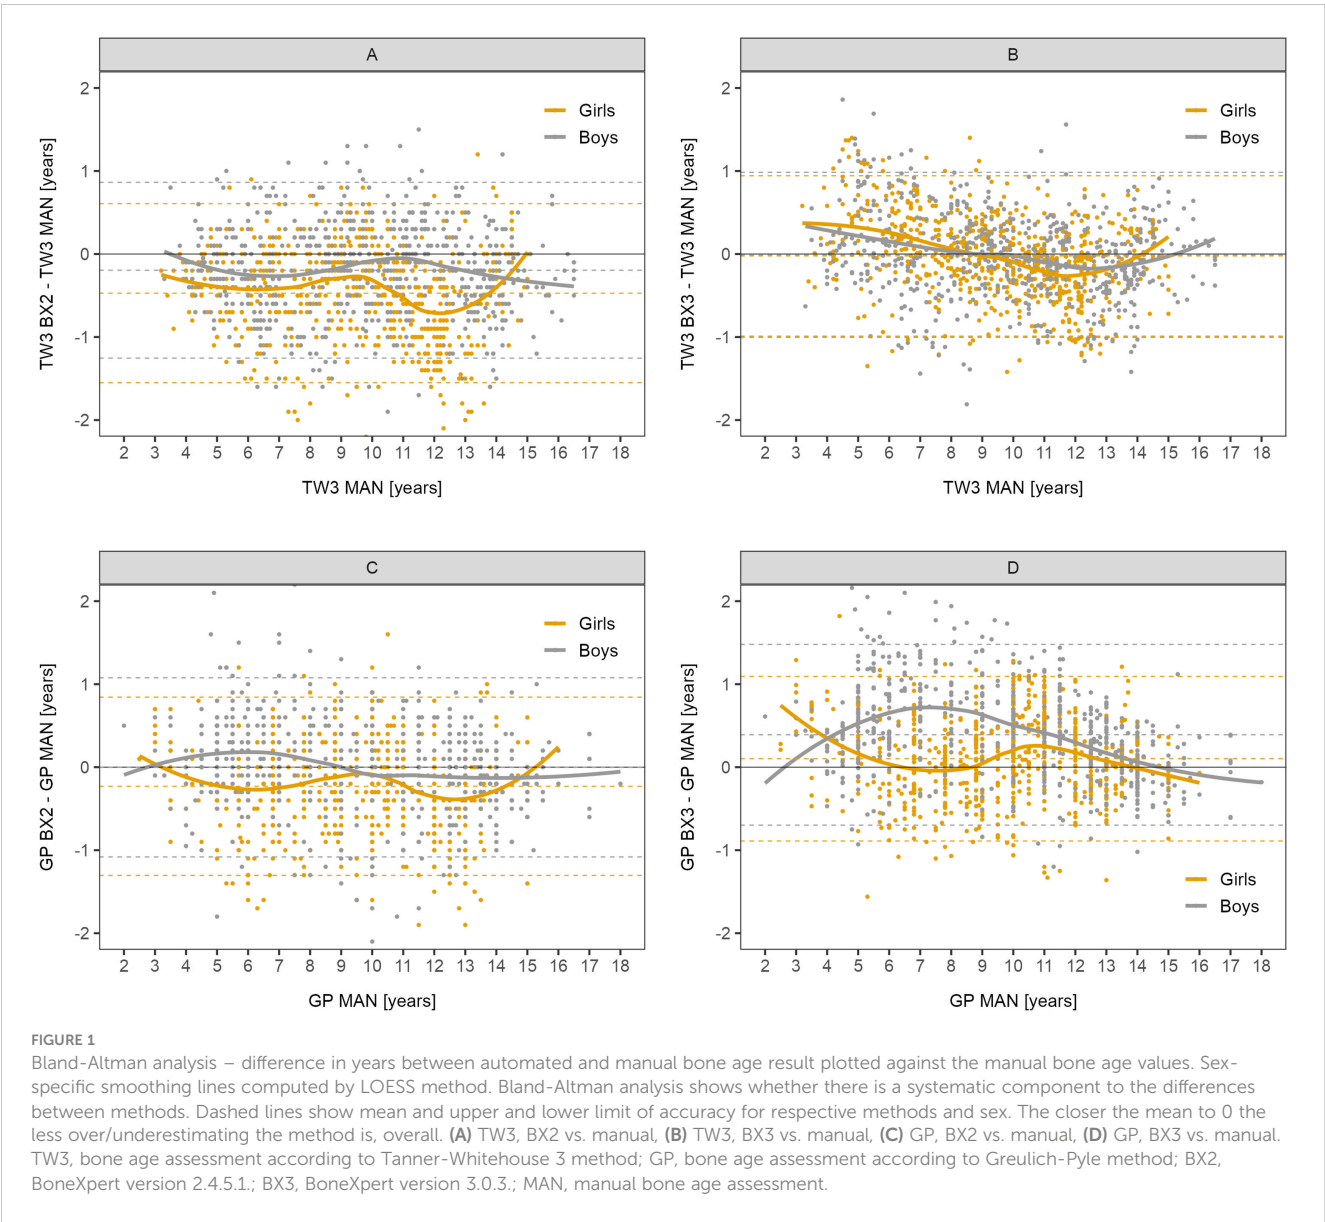 A
B
2
1
0
-1
-2
TW3 BX2 - TW3 MAN [years]
Girls
Boys
2 3 4 5 6 7 8 9 10 11 12 13 14 15 16 17 18
TW3 MAN [years]
2
1
0
-1
-2
TW3 BX3 - TW3 MAN [years]
Girls
Boys
2 3 4 5 6 7 8 9 10 11 12 13 14 15 16 17 18
TW3 MAN [years]
C
D
2
1
0
-1
-2
GP BX2 - GP MAN [years]
Girls
Boys
2 3 4 5 6 7 8 9 10 11 12 13 14 15 16 17 18
GP MAN [years]
2
1
0
-1
-2
GP BX3 - GP MAN [years]
Girls
Boys
2 3 4 5 6 7 8 9 10 11 12 13 14 15 16 17 18
GP MAN [years]
FIGURE 1
Bland-Altman analysis – difference in years between automated and manual bone age result plotted against the manual bone age values. Sex-
specific smoothing lines computed by LOESS method. Bland-Altman analysis shows whether there is a systematic component to the differences
between methods. Dashed lines show mean and upper and lower limit of accuracy for respective methods and sex. The closer the mean to 0 the
less over/underestimating the method is, overall. (A) TW3, BX2 vs. manual, (B) TW3, BX3 vs. manual, (C) GP, BX2 vs. manual, (D) GP, BX3 vs. manual.
TW3, bone age assessment according to Tanner-Whitehouse 3 method; GP, bone age assessment according to Greulich-Pyle method; BX2,
BoneXpert version 2.4.5.1.; BX3, BoneXpert version 3.0.3.; MAN, manual bone age assessment.